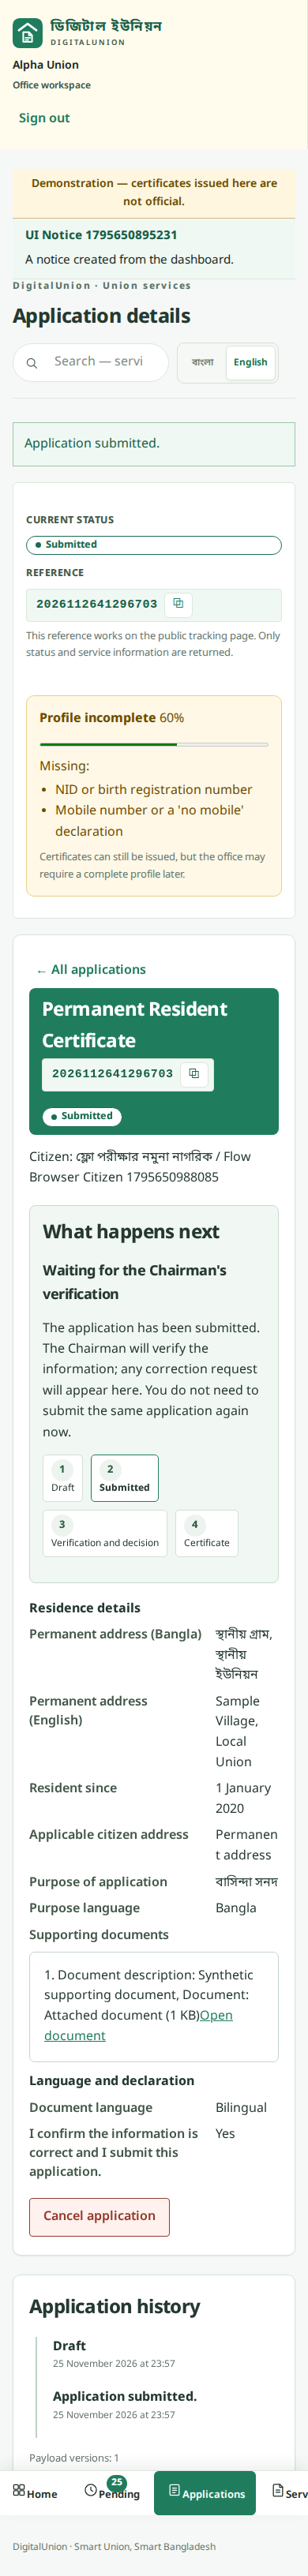 ডিজিটাল ইউনিয়ন
DIGITALUNION
Alpha Union
Office workspace
Sign out
Demonstration — certificates issued here are
not official.
UI Notice 1795650895231
A notice created from the dashboard.
DigitalUnion · Union services
Application details
Search — servi
বাংলা
English
Application submitted.
CURRENT STATUS
Submitted
REFERENCE
2026112641296703
This reference works on the public tracking page. Only
status and service information are returned.
Profile incomplete 60%
Missing:
NID or birth registration number
Mobile number or a 'no mobile'
declaration
Certificates can still be issued, but the office may
require a complete profile later.
← All applications
Permanent Resident
Certificate
2026112641296703
Submitted
Citizen: ফ্লো পরীক্ষার নমুনা নাগরিক / Flow
Browser Citizen 1795650988085
What happens next
Waiting for the Chairman's
verification
The application has been submitted.
The Chairman will verify the
information; any correction request
will appear here. You do not need to
submit the same application again
now.
1
Draft
2
Submitted
3
Verification and decision
4
Certificate
Residence details
Permanent address (Bangla) স্থানীয় গ্রাম,
স্থানীয়
ইউনিয়ন
Permanent address Sample
(English) Village,
Local
Union
Resident since 1 January
2020
Applicable citizen address Permanen
t address
Purpose of application বাসিন্দা সনদ
Purpose language Bangla
Supporting documents
1. Document description: Synthetic
supporting document, Document:
Attached document (1 KB)Open
document
Language and declaration
Document language Bilingual
I confirm the information is Yes
correct and I submit this
application.
Cancel application
Application history
Draft
25 November 2026 at 23:57
Application submitted.
25 November 2026 at 23:57
Payload versions: 1
Home
25
Pending
Applications
Serv
DigitalUnion · Smart Union, Smart Bangladesh